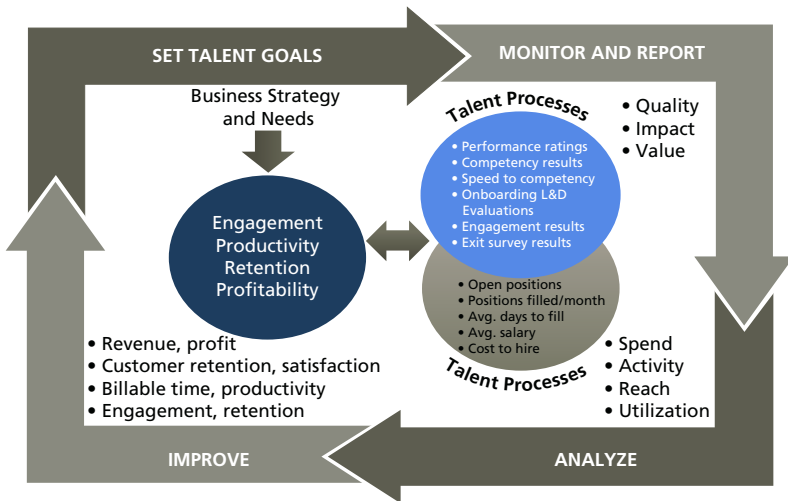 SET TALENT GOALS
MONITOR AND REPORT
Business Strategy
and Needs
Talent Processes
• Quality
• Impact
• Value
• Performance ratings
• Competency results
• Speed to competency
• Onboarding L&D
Evaluations
• Engagement results
• Exit survey results
Engagement
Productivity
Retention
Profitability
• Open positions
• Positions filled/month
• Avg. days to fill
• Avg. salary
• Cost to hire
Talent Processes
• Revenue, profit
• Customer retention, satisfaction
• Billable time, productivity
• Engagement, retention
• Spend
• Activity
• Reach
• Utilization
IMPROVE
ANALYZE